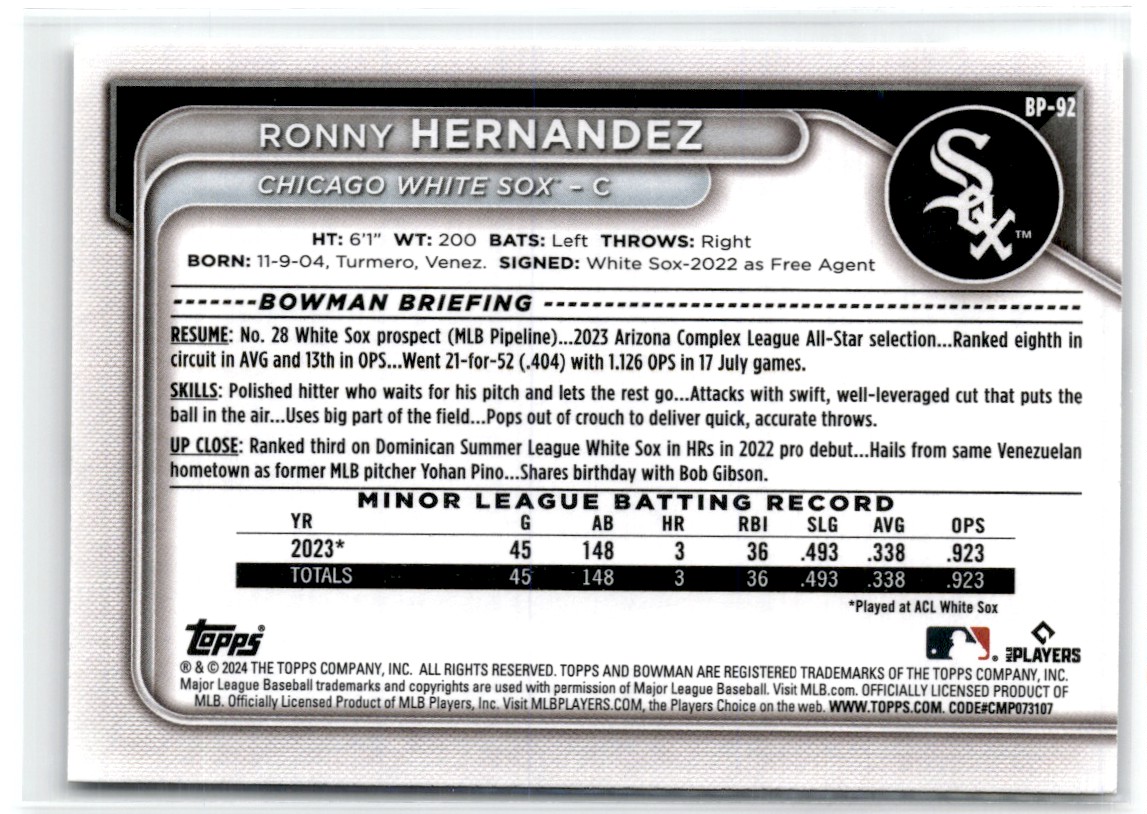 BP-92
RONNY HERNANDEZ
CHICAGO WHITE SOX™ – C
Sox
™
HT: 6'1" WT: 200 BATS: Left THROWS: Right
BORN: 11-9-04, Turmero, Venez. SIGNED: White Sox-2022 as Free Agent
BOWMAN BRIEFING
RESUME: No. 28 White Sox prospect (MLB Pipeline)...2023 Arizona Complex League All-Star selection...Ranked eighth in
circuit in AVG and 13th in OPS...Went 21-for-52 (.404) with 1.126 OPS in 17 July games.
SKILLS: Polished hitter who waits for his pitch and lets the rest go...Attacks with swift, well-leveraged cut that puts the
ball in the air...Uses big part of the field...Pops out of crouch to deliver quick, accurate throws.
UP CLOSE: Ranked third on Dominican Summer League White Sox in HRs in 2022 pro debut...Hails from same Venezuelan
hometown as former MLB pitcher Yohan Pino...Shares birthday with Bob Gibson.
MINOR LEAGUE BATTING RECORD
YR G AB HR RBI SLG AVG OPS
2023* 45 148 3 36 .493 .338 .923
TOTALS 45 148 3 36 .493 .338 .923
*Played at ACL White Sox
topps®
MLB PLAYERS
® & © 2024 THE TOPPS COMPANY, INC. ALL RIGHTS RESERVED. TOPPS AND BOWMAN ARE REGISTERED TRADEMARKS OF THE TOPPS COMPANY, INC.
Major League Baseball trademarks and copyrights are used with permission of Major League Baseball. Visit MLB.com. OFFICIALLY LICENSED PRODUCT OF
MLB. Officially Licensed Product of MLB Players, Inc. Visit MLBPLAYERS.COM, the Players Choice on the web. WWW.TOPPS.COM. CODE#CMP073107